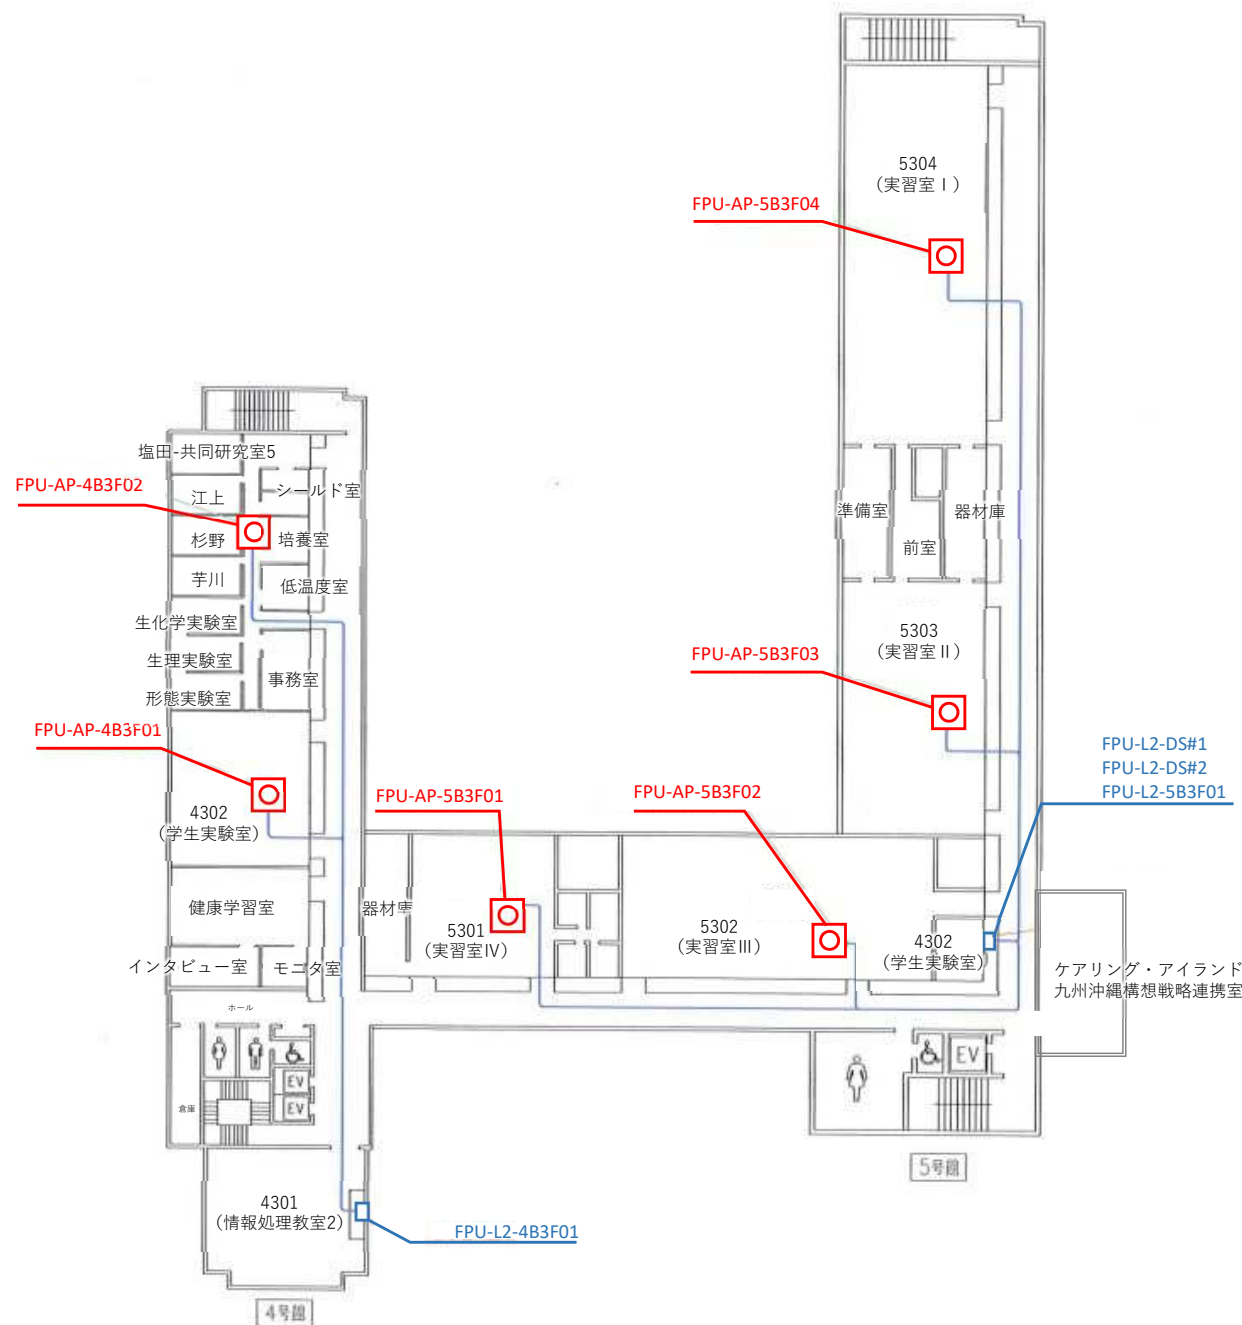 5304
（実習室Ⅰ）
FPU-AP-5B3F04
塩田-共同研究室5
シールド室
FPU-AP-4B3F02
江上
杉野
培養室
芋川
低温度室
生化学実験室
生理実験室
事務室
形態実験室
準備室
前室
器材庫
5303
（実習室Ⅱ）
FPU-AP-5B3F03
FPU-AP-4B3F01
4302
（学生実験室）
FPU-AP-5B3F01
FPU-AP-5B3F02
FPU-L2-DS#1
FPU-L2-DS#2
FPU-L2-5B3F01
健康学習室
器材庫
5301
（実習室Ⅳ）
5302
（実習室Ⅲ）
4302
（学生実験室）
ケアリング・アイランド
九州沖縄構想戦略連携室
インタビュー室
モニタ室
ホール
EV
EV
倉庫
EV
5号館
4301
（情報処理教室2）
FPU-L2-4B3F01
4号館